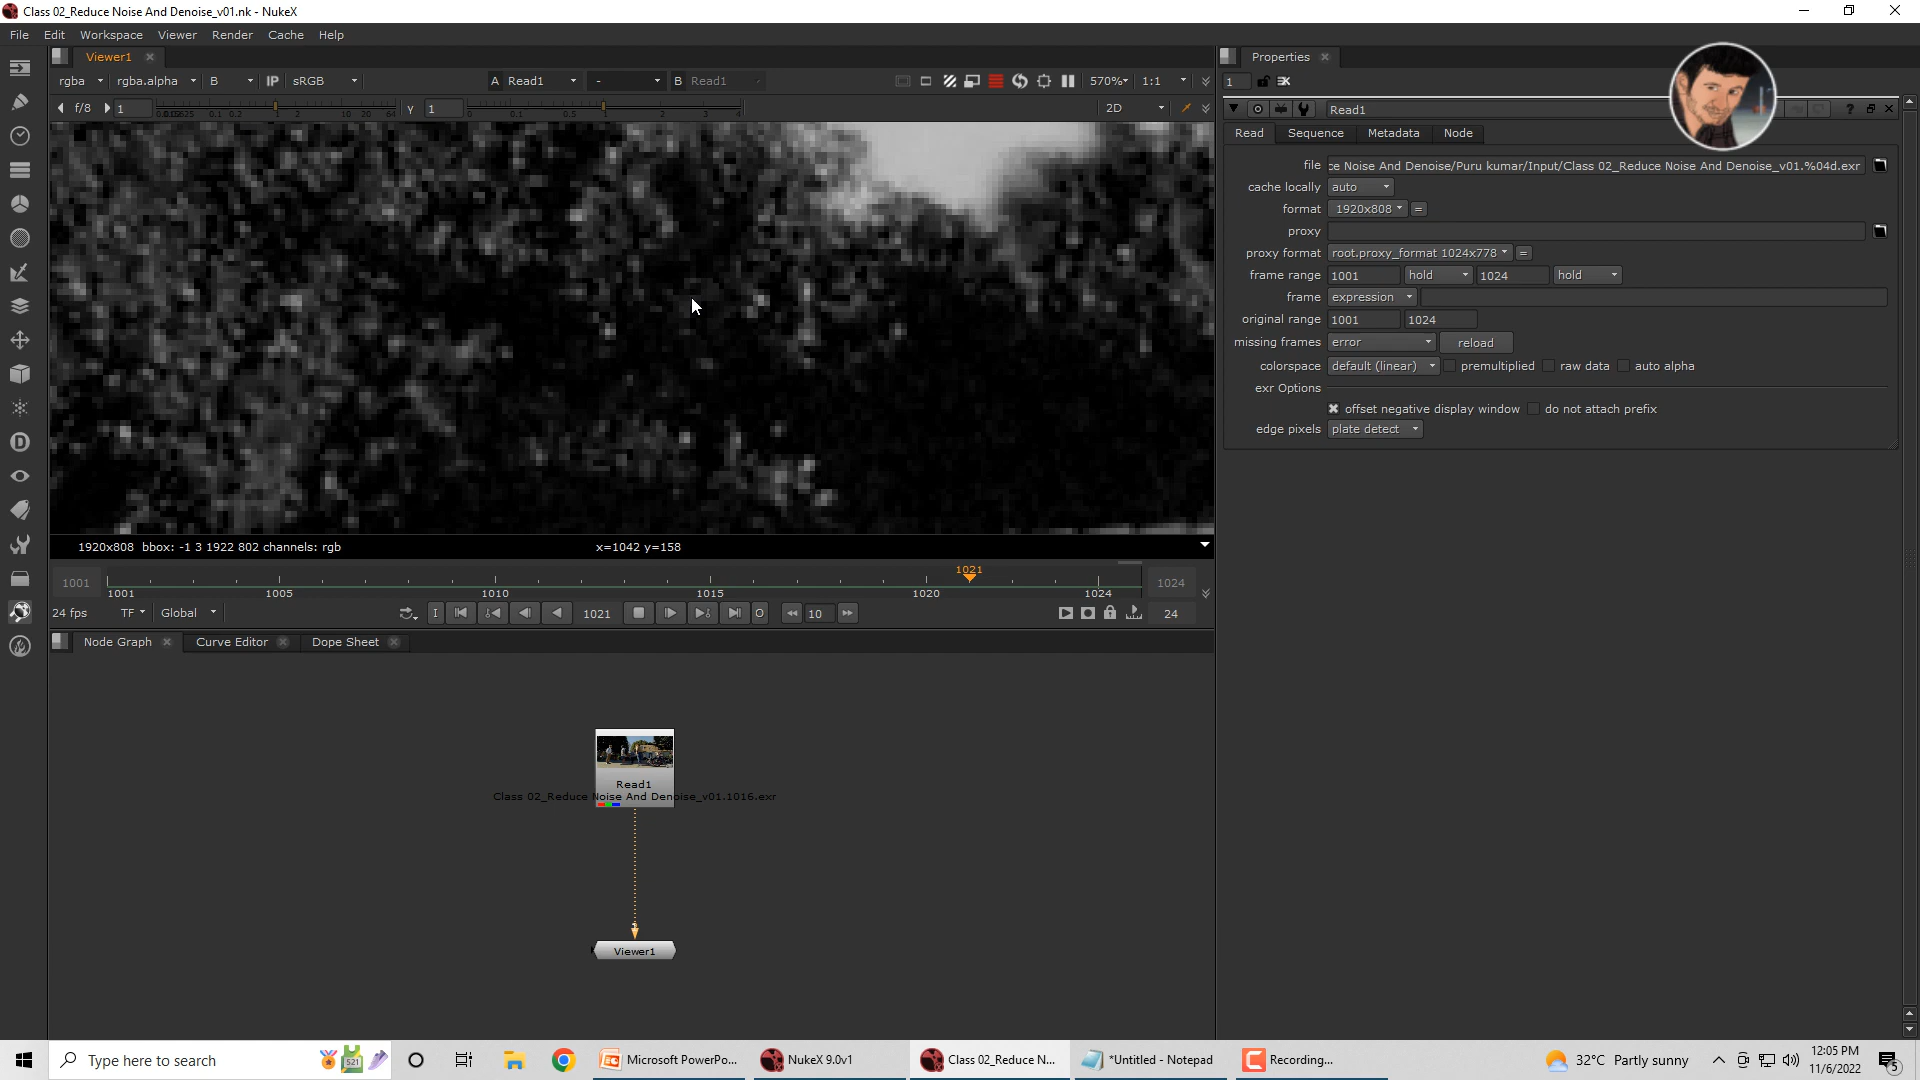 Class 02_Reduce Noise And Denoise_v01.nk - NukeX
File Edit Workspace Viewer Render Cache Help
Viewer1
Properties
rgba rgba.alpha B IP sRGB A Read1 - B Read1 570% 1:1
1
f/8 1 Y 1 2D
Read1
Read Sequence Metadata Node
file ce Noise And Denoise/Puru kumar/Input/Class 02_Reduce Noise And Denoise_v01.%04d.exr
cache locally auto
format 1920x808 =
proxy
proxy format root.proxy_format 1024x778 =
frame range 1001 hold 1024 hold
frame expression
original range 1001 1024
missing frames error reload
colorspace default (linear) premultiplied raw data auto alpha
exr Options
offset negative display window do not attach prefix
edge pixels plate detect
1920x808 bbox: -1 3 1922 802 channels: rgb x=1042 y=158
1021
1001 1024
1001 1005 1010 1015 1020 1024
24 fps TF Global I 1021 O 10 24
Node Graph Curve Editor Dope Sheet
Read1
Class 02_Reduce Noise And Denoise_v01.1016.exr
Viewer1
Type here to search
Microsoft PowerPo... NukeX 9.0v1 Class 02_Reduce N... *Untitled - Notepad Recording...
32°C Partly sunny
12:05 PM
11/6/2022
5